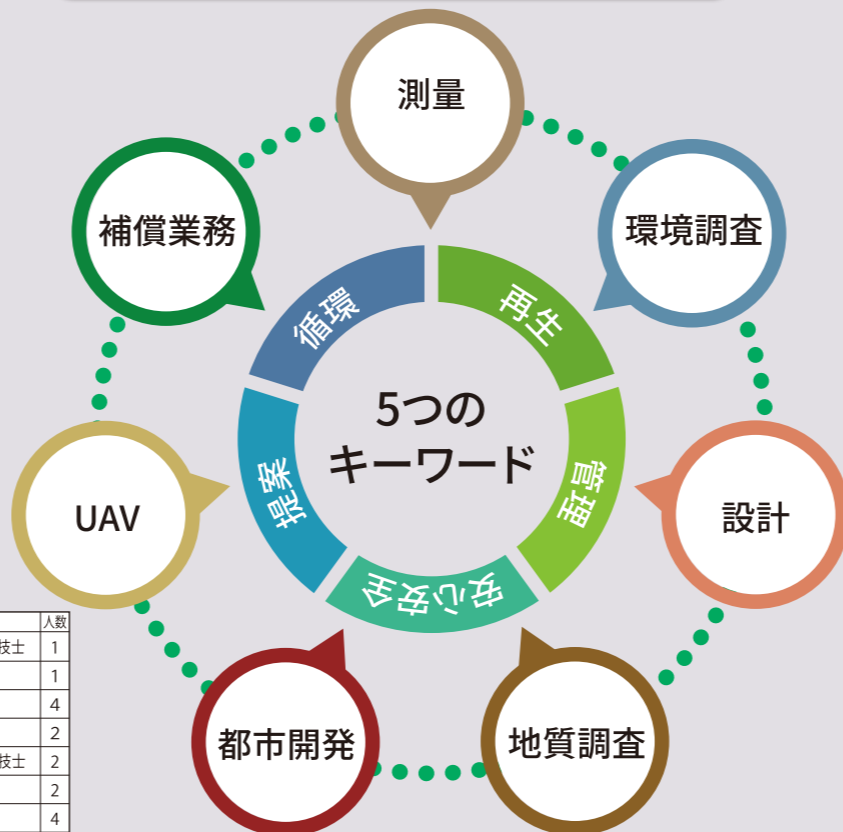 測量
環境調査
設計
地質調査
都市開発
UAV
補償業務
循環
再生
管理
安心安全
提案
5つの
キーワード
人数
技士 1
1
4
2
技士 2
2
4